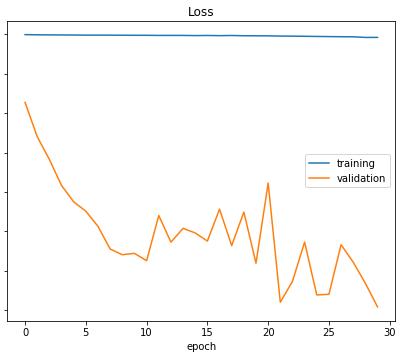 Loss
training
validation
0 5 10 15 20 25 30
epoch